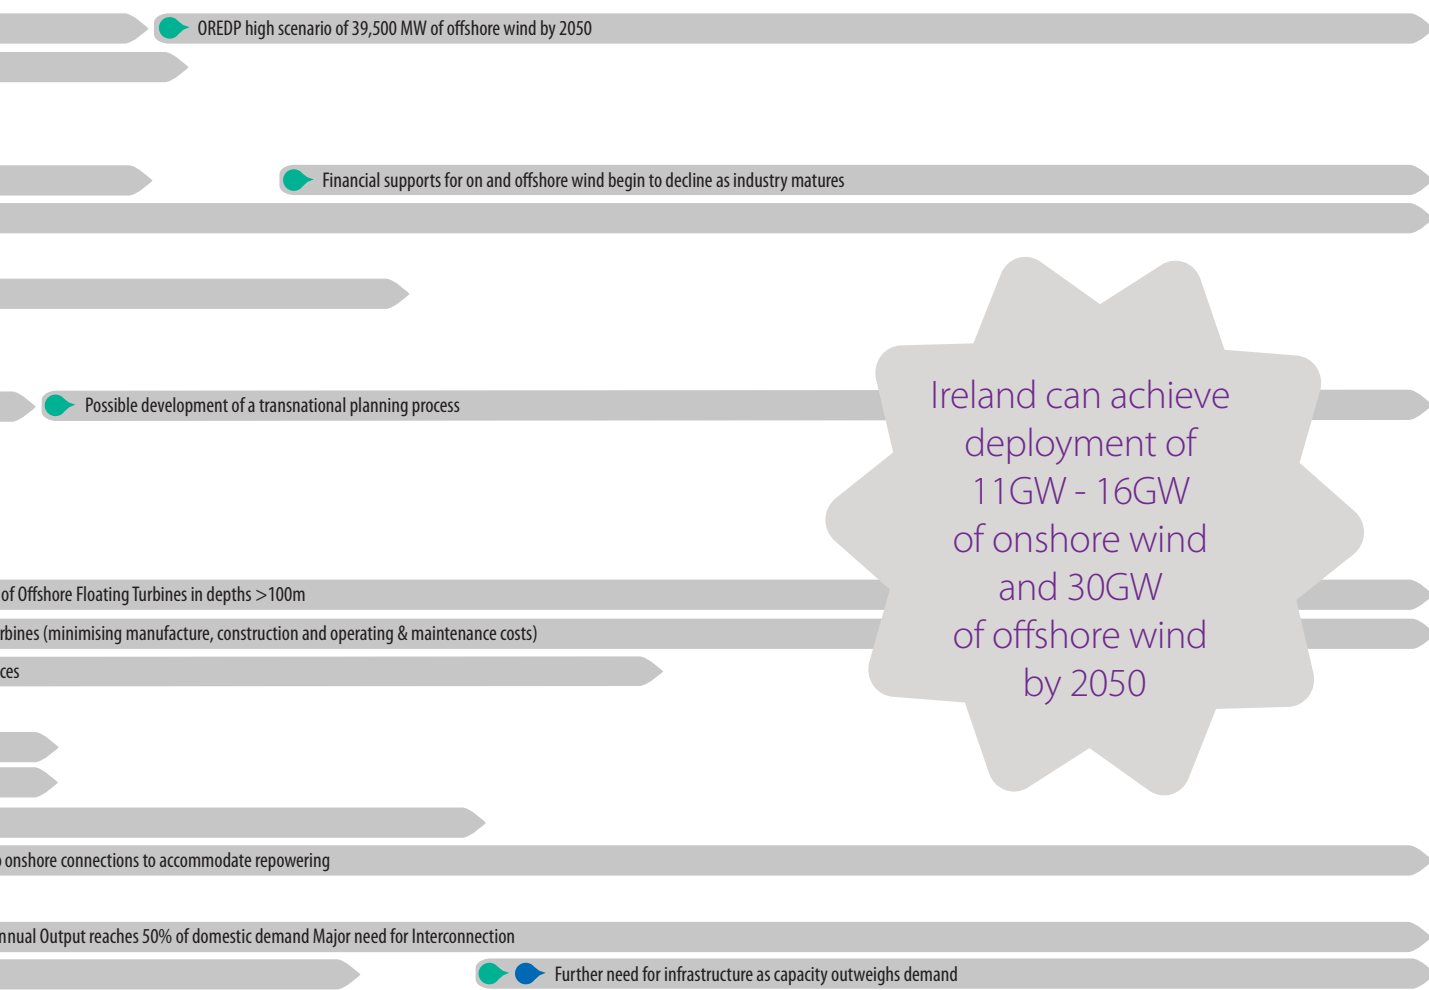 OREDP high scenario of 39,500 MW of offshore wind by 2050
Financial supports for on and offshore wind begin to decline as industry matures
Possible development of a transnational planning process
Ireland can achieve
deployment of
11GW - 16GW
of onshore wind
and 30GW
of offshore wind
by 2050
of Offshore Floating Turbines in depths >100m
rbines (minimising manufacture, construction and operating & maintenance costs)
ces
onshore connections to accommodate repowering
nnual Output reaches 50% of domestic demand Major need for Interconnection
Further need for infrastructure as capacity outweighs demand